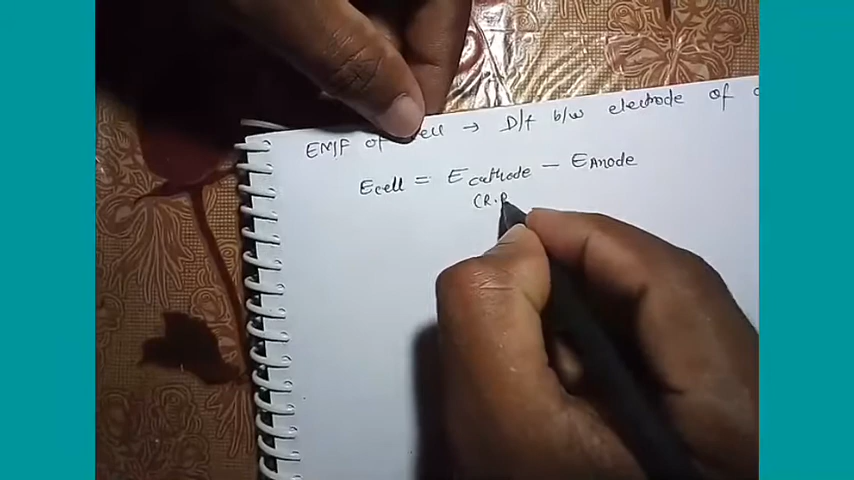 EMF of cell → D/f b/w electrode of
Ecell = Ecathode — EAnode
(R.P